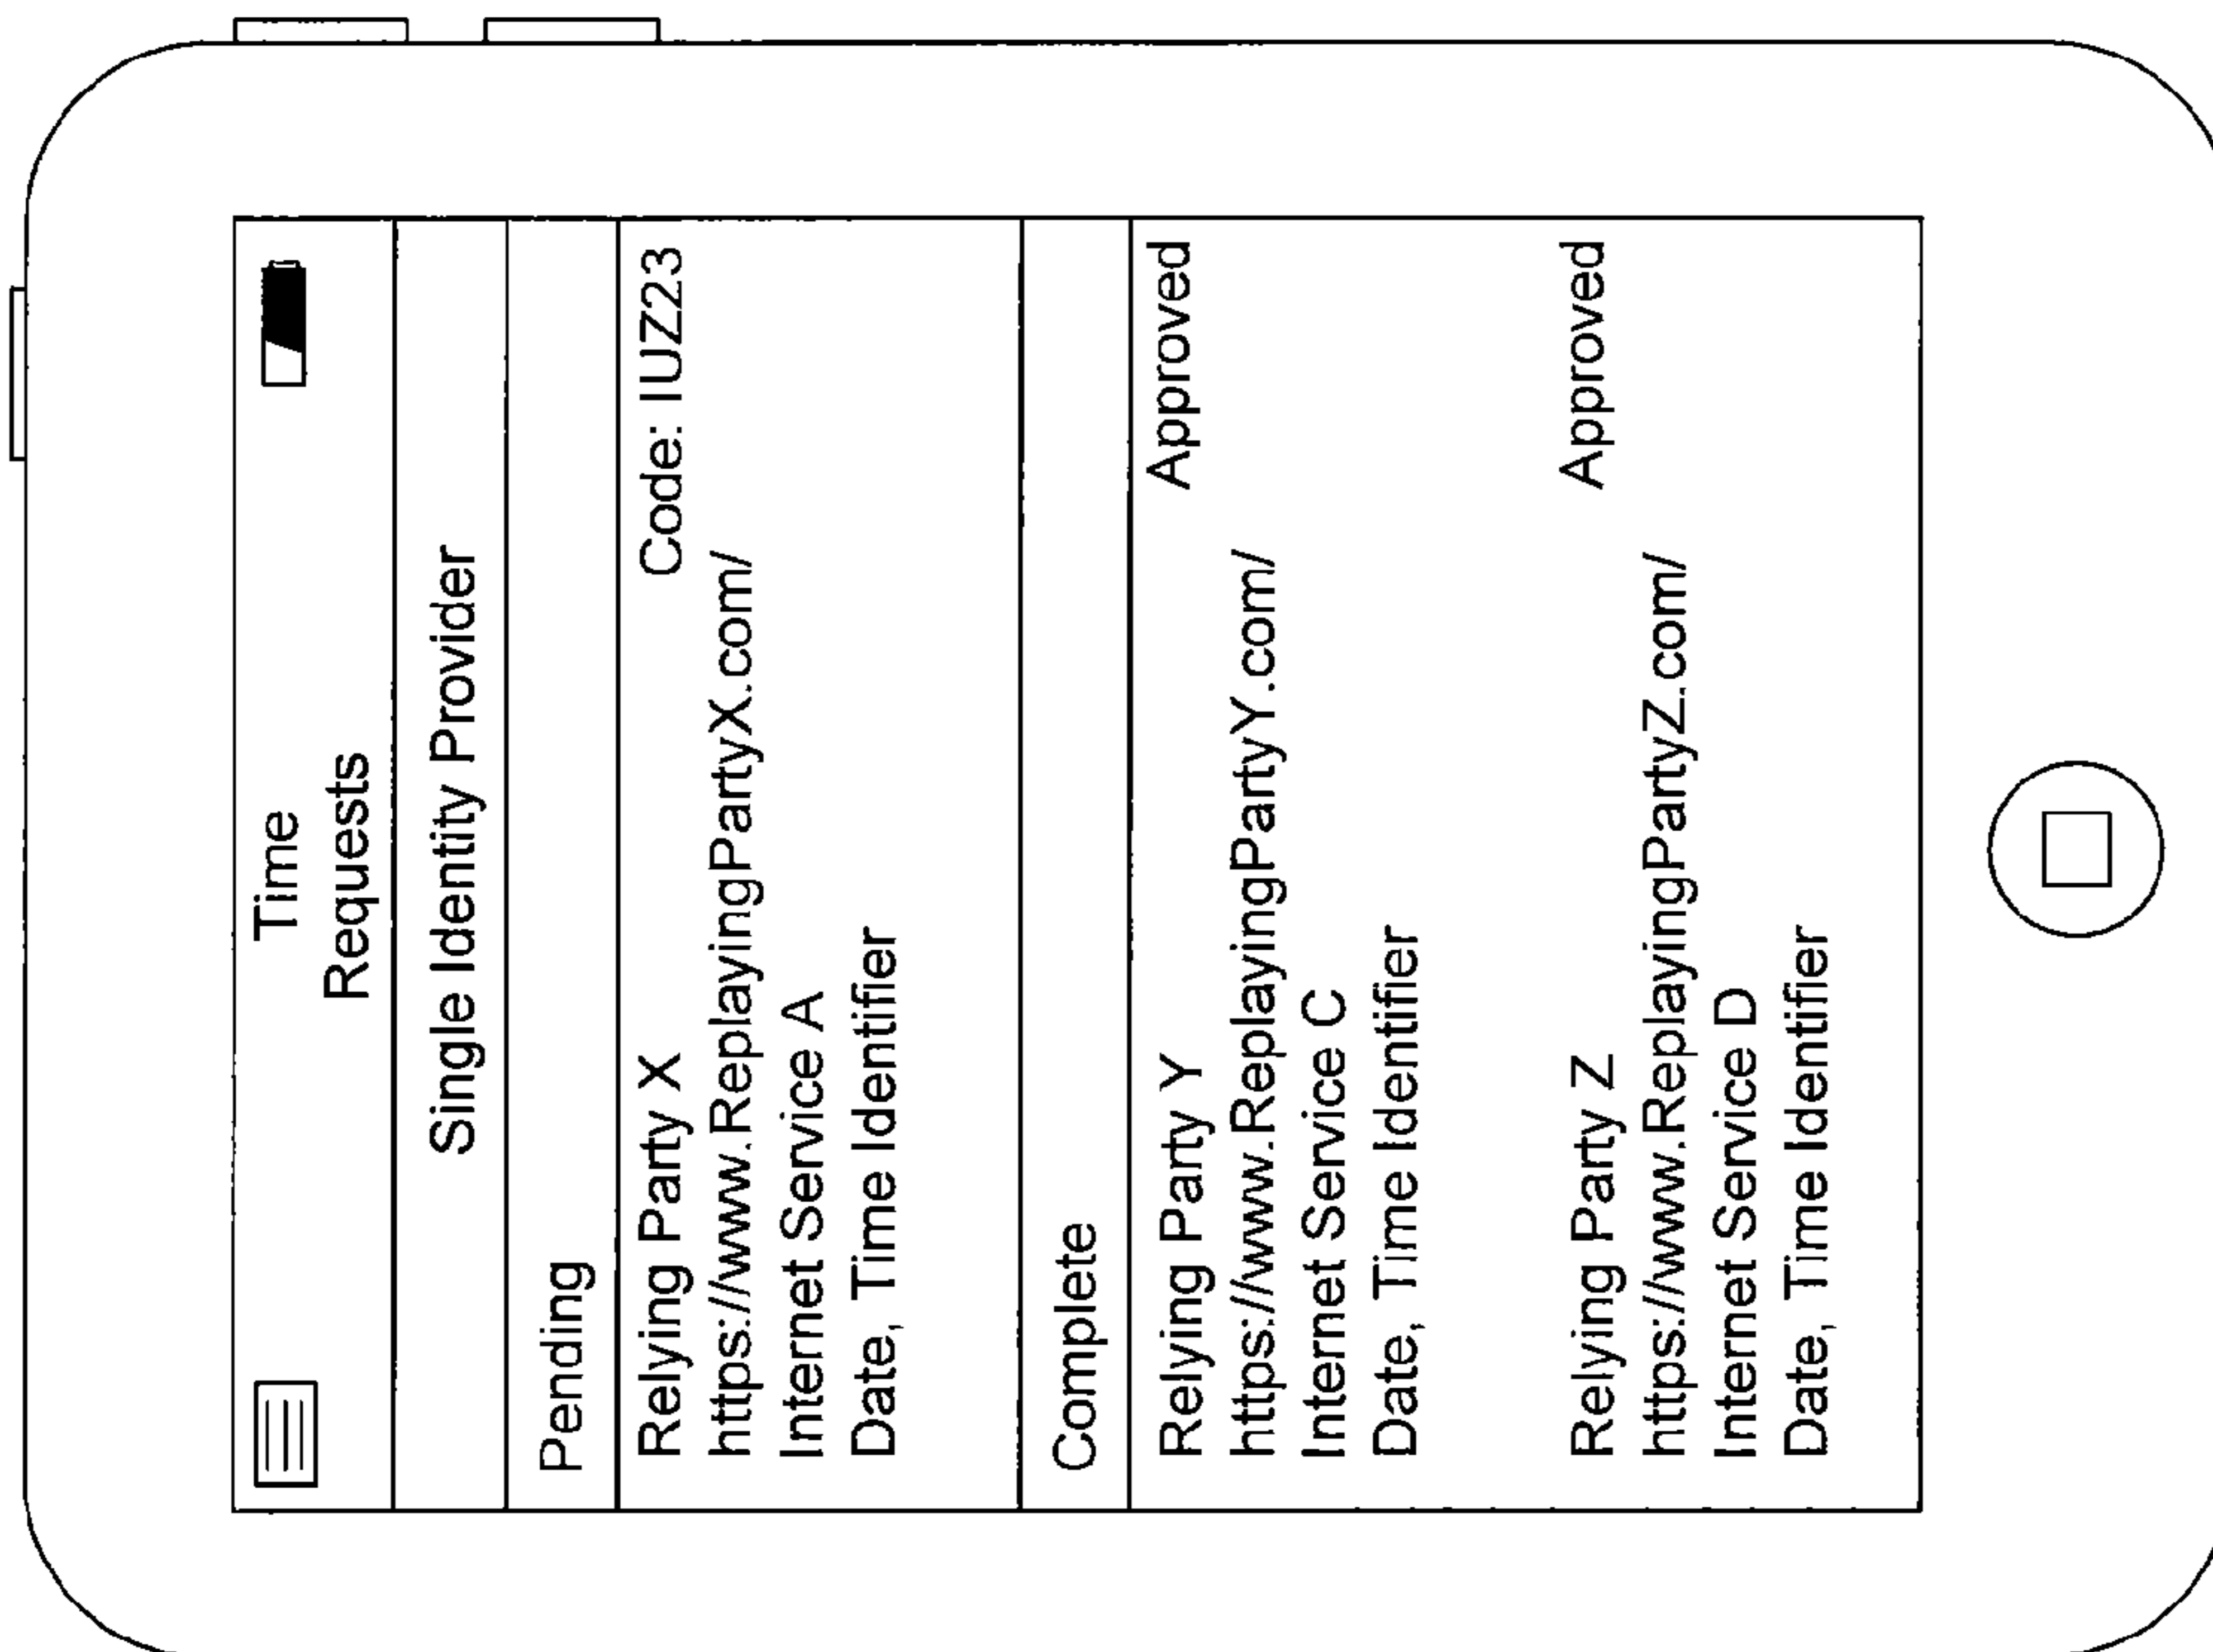 Time
Requests
Single Identity Provider
Pending
Relying Party X Code: IUZ23
https://www.ReplayingPartyX.com/
Internet Service A
Date, Time Identifier
Complete
Relying Party Y Approved
https://www.ReplayingPartyY.com/
Internet Service C
Date, Time Identifier
Relying Party Z Approved
https://www.ReplayingPartyZ.com/
Internet Service D
Date, Time Identifier